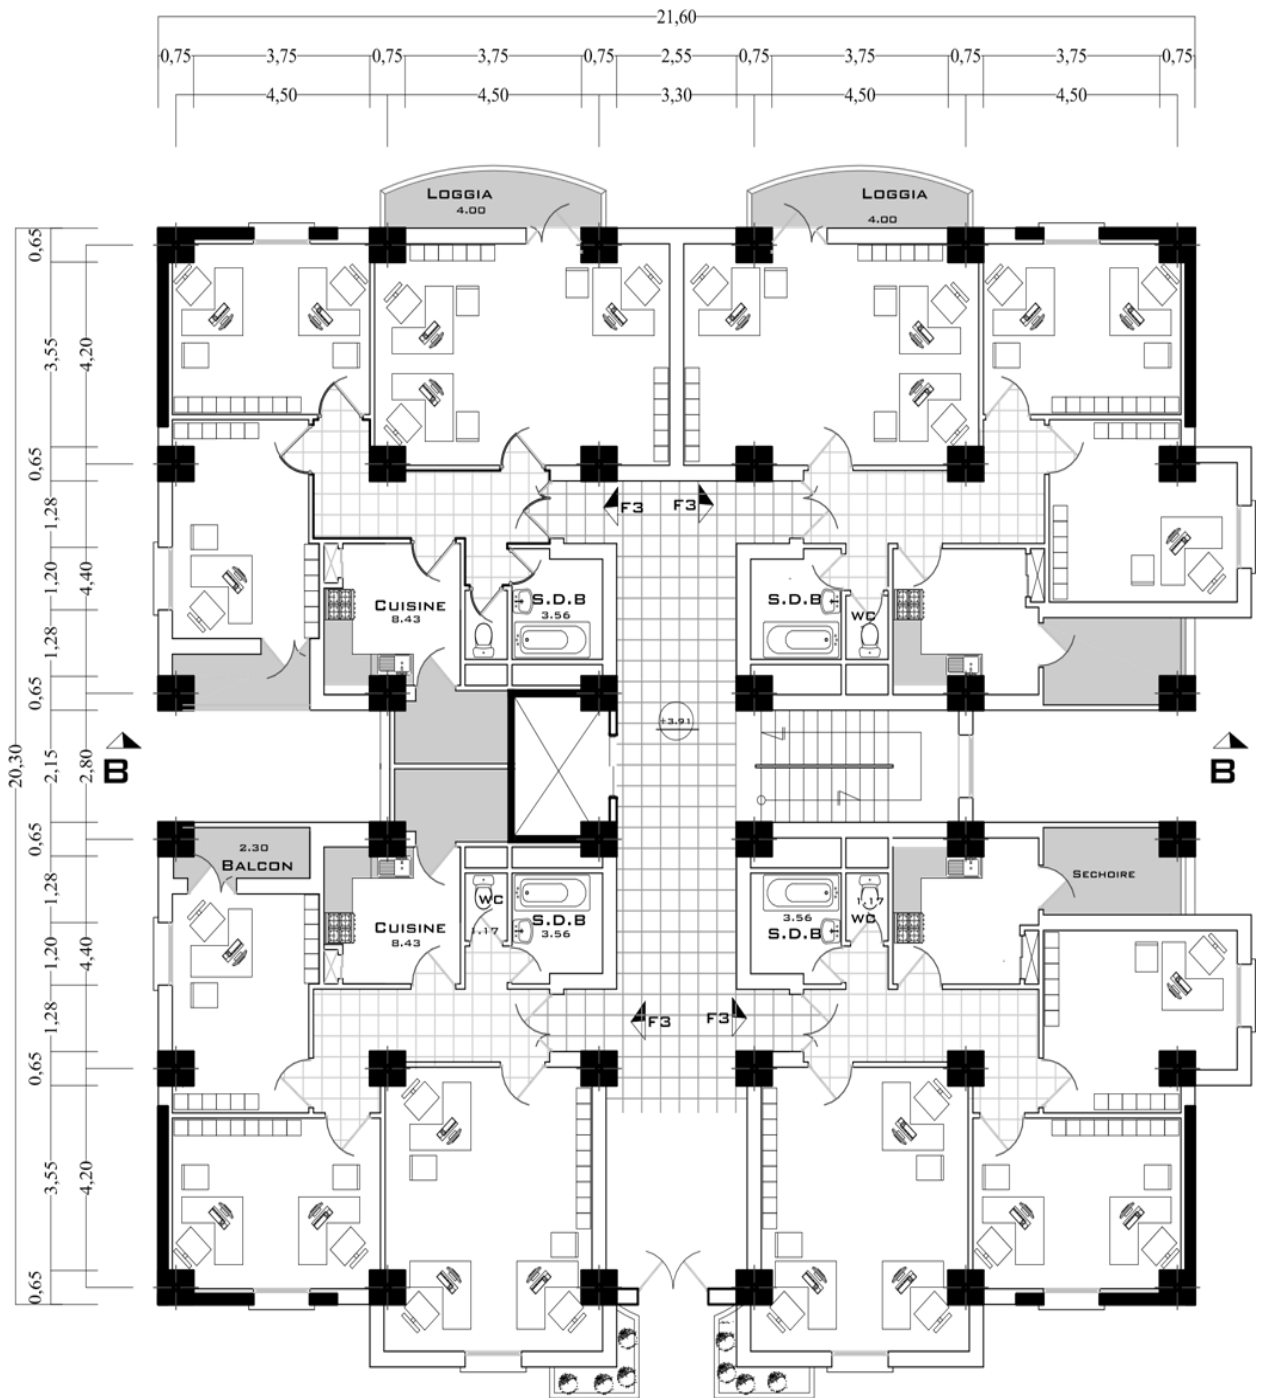 21,60
0,75 3,75 0,75 3,75 0,75 2,55 0,75 3,75 0,75 3,75 0,75
4,50 4,50 3,30 4,50 4,50
LOGGIA
4.00
LOGGIA
4.00
20,30
0,65
3,55
0,65
1,28
1,20
1,28
0,65
2,15
0,65
1,28
1,20
1,28
0,65
3,55
0,65
4,20
4,40
2,80
4,40
4,20
F3 F3
CUISINE
8.43
S.D.B
3.56
S.D.B
WC
+3.91
B
B
2.30
BALCON
CUISINE
8.43
WC
1.17
S.D.B
3.56
3.56
S.D.B
1.17
WC
SECHOIRE
F3 F3